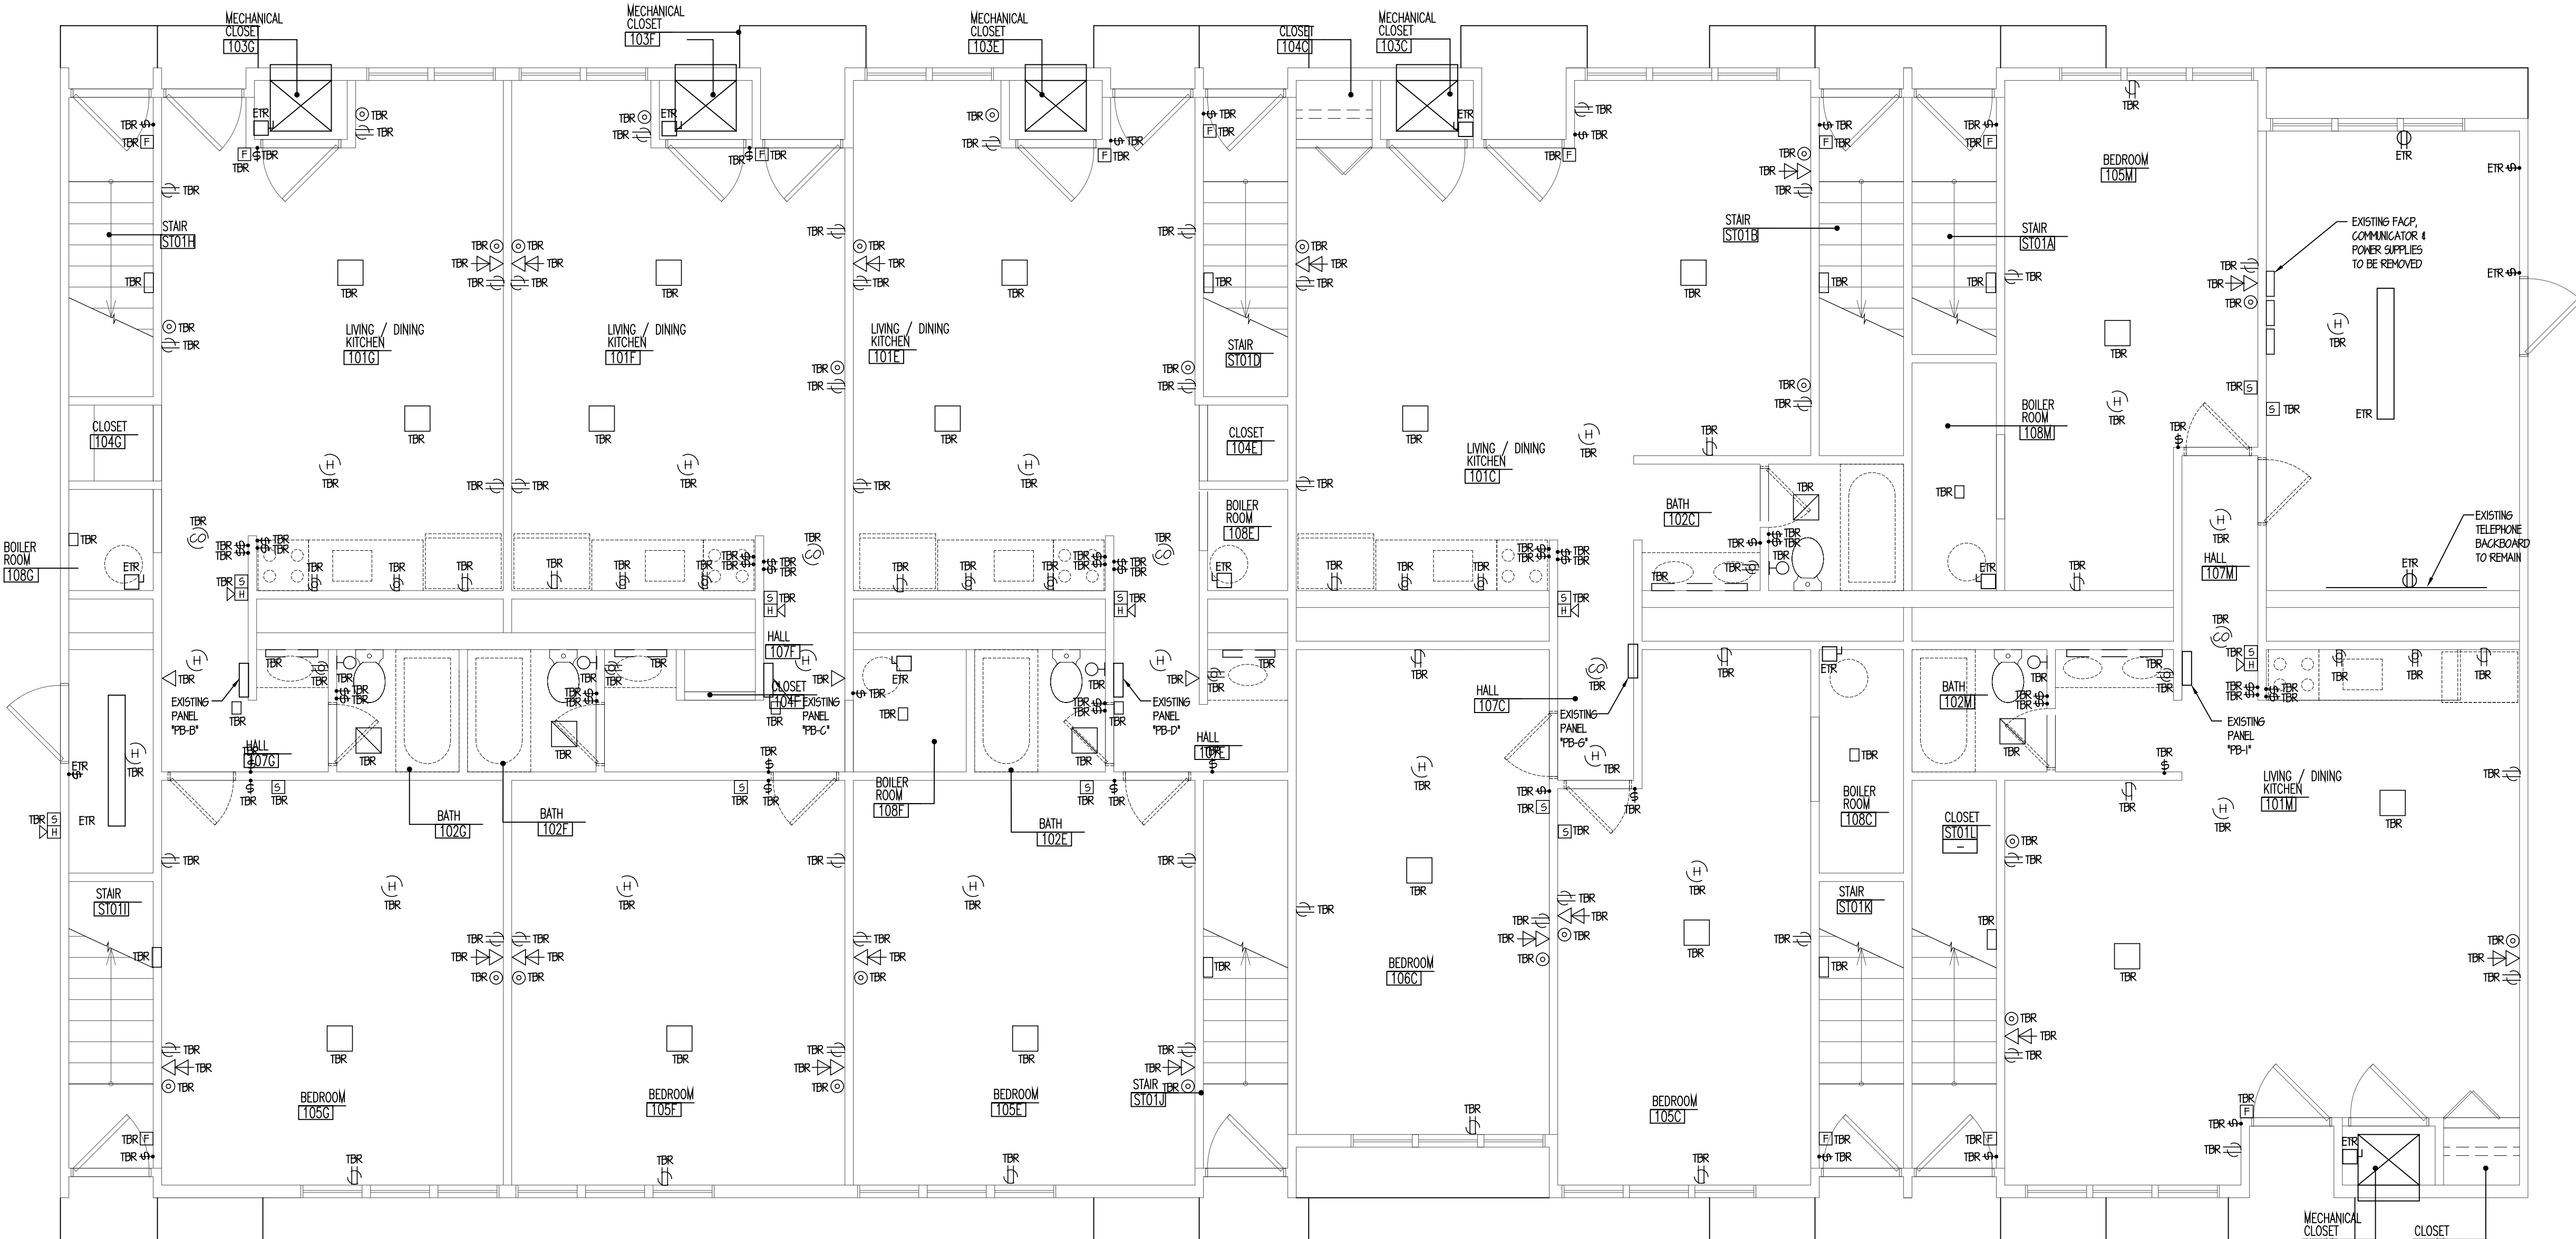 MECHANICAL
CLOSET
103G
MECHANICAL
CLOSET
103F
MECHANICAL
CLOSET
103E
CLOSET
104C
MECHANICAL
CLOSET
103C
STAIR
ST01H
LIVING / DINING
KITCHEN
101G
LIVING / DINING
KITCHEN
101F
LIVING / DINING
KITCHEN
101E
STAIR
ST01D
LIVING / DINING
KITCHEN
101C
STAIR
ST01B
STAIR
ST01A
BEDROOM
105M
EXISTING FACP,
COMMUNICATOR &
POWER SUPPLIES
TO BE REMOVED
CLOSET
104G
CLOSET
104E
BOILER
ROOM
108M
BOILER
ROOM
108G
BOILER
ROOM
108E
BATH
102C
HALL
107M
EXISTING
TELEPHONE
BACKBOARD
TO REMAIN
EXISTING
PANEL
"PB-B"
HALL
107G
HALL
107F
CLOSET
104F
EXISTING
PANEL
"PB-C"
EXISTING
PANEL
"PB-D"
HALL
107E
HALL
107C
EXISTING
PANEL
"PB-G"
BATH
102M
EXISTING
PANEL
"PB-I"
BATH
102G
BATH
102F
BOILER
ROOM
108F
BATH
102E
BOILER
ROOM
108C
CLOSET
ST01L
-
LIVING / DINING
KITCHEN
101M
STAIR
ST01I
BEDROOM
106C
STAIR
ST01K
BEDROOM
105G
BEDROOM
105F
BEDROOM
105E
STAIR
ST01J
BEDROOM
105C
MECHANICAL
CLOSET
CLOSET
TBR
ETR
F
S
H